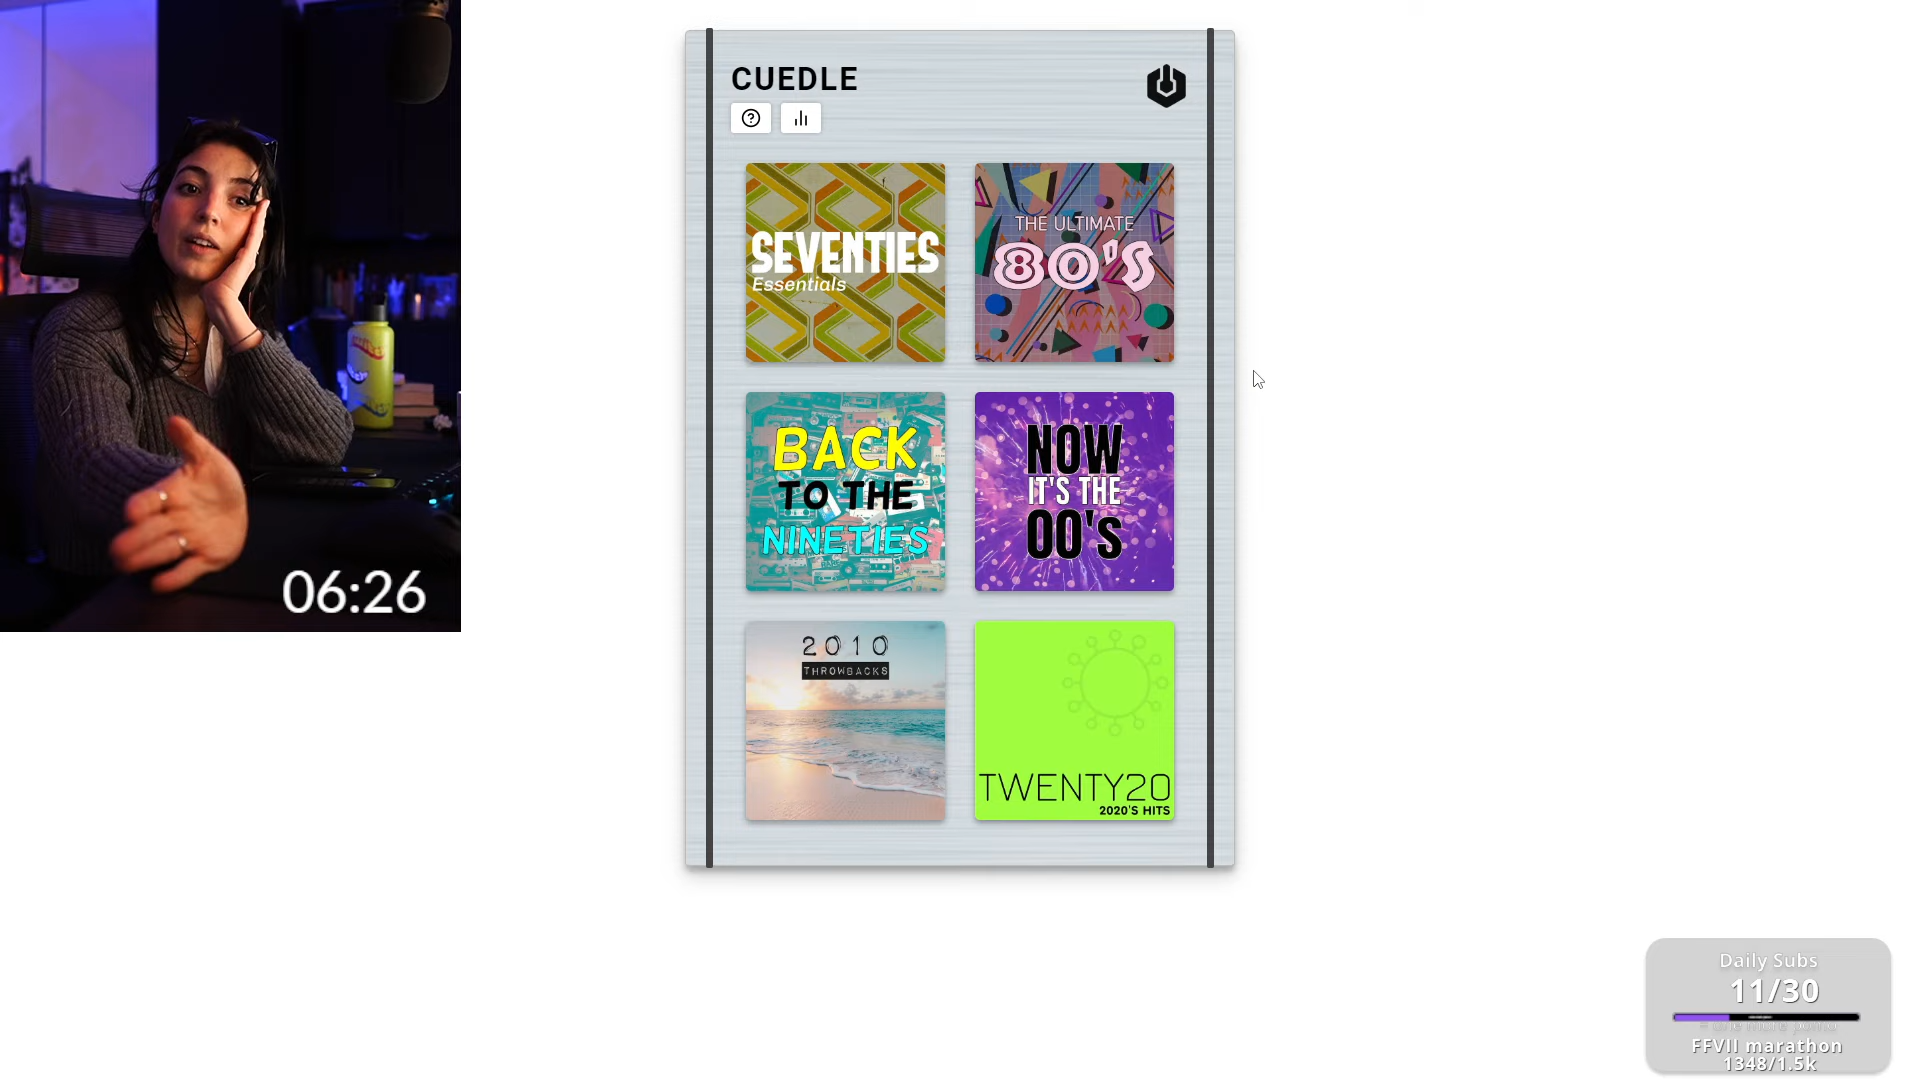 CUEDLE
SEVENTIES
Essentials
THE ULTIMATE
80'S
BACK
TO THE
NINETIES
NOW
IT'S THE
00's
2010
THROWBACKS
TWENTY20
2020'S HITS
06:26
Daily Subs
11/30
FFVII marathon
1348/1.5k